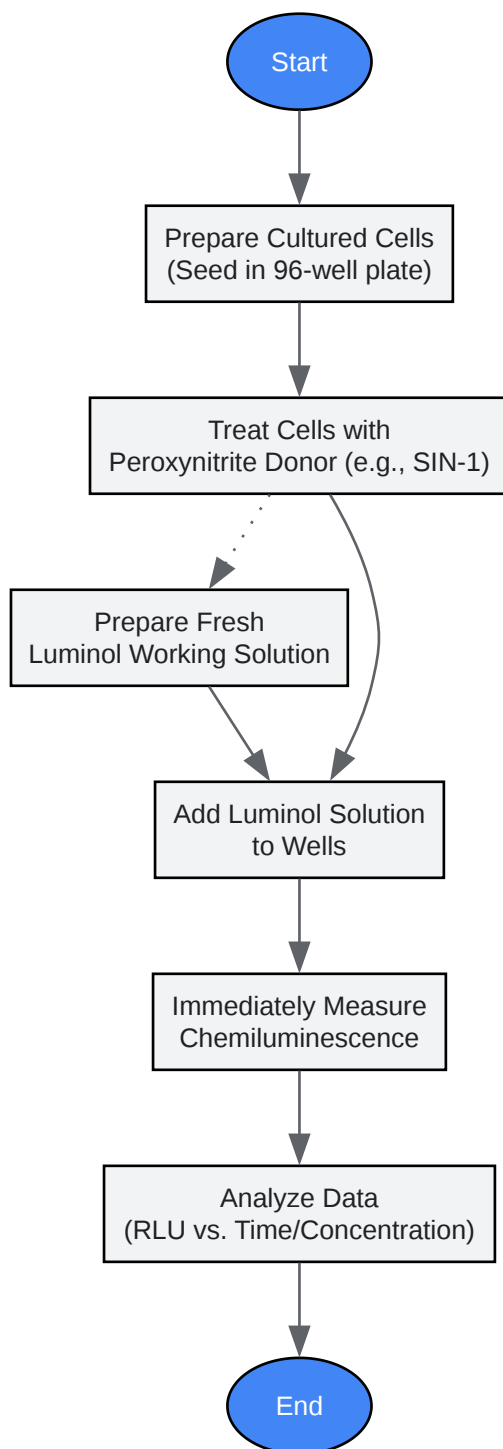 Start
Prepare Cultured Cells
(Seed in 96-well plate)
Treat Cells with
Peroxynitrite Donor (e.g., SIN-1)
Prepare Fresh
Luminol Working Solution
Add Luminol Solution
to Wells
Immediately Measure
Chemiluminescence
Analyze Data
(RLU vs. Time/Concentration)
End